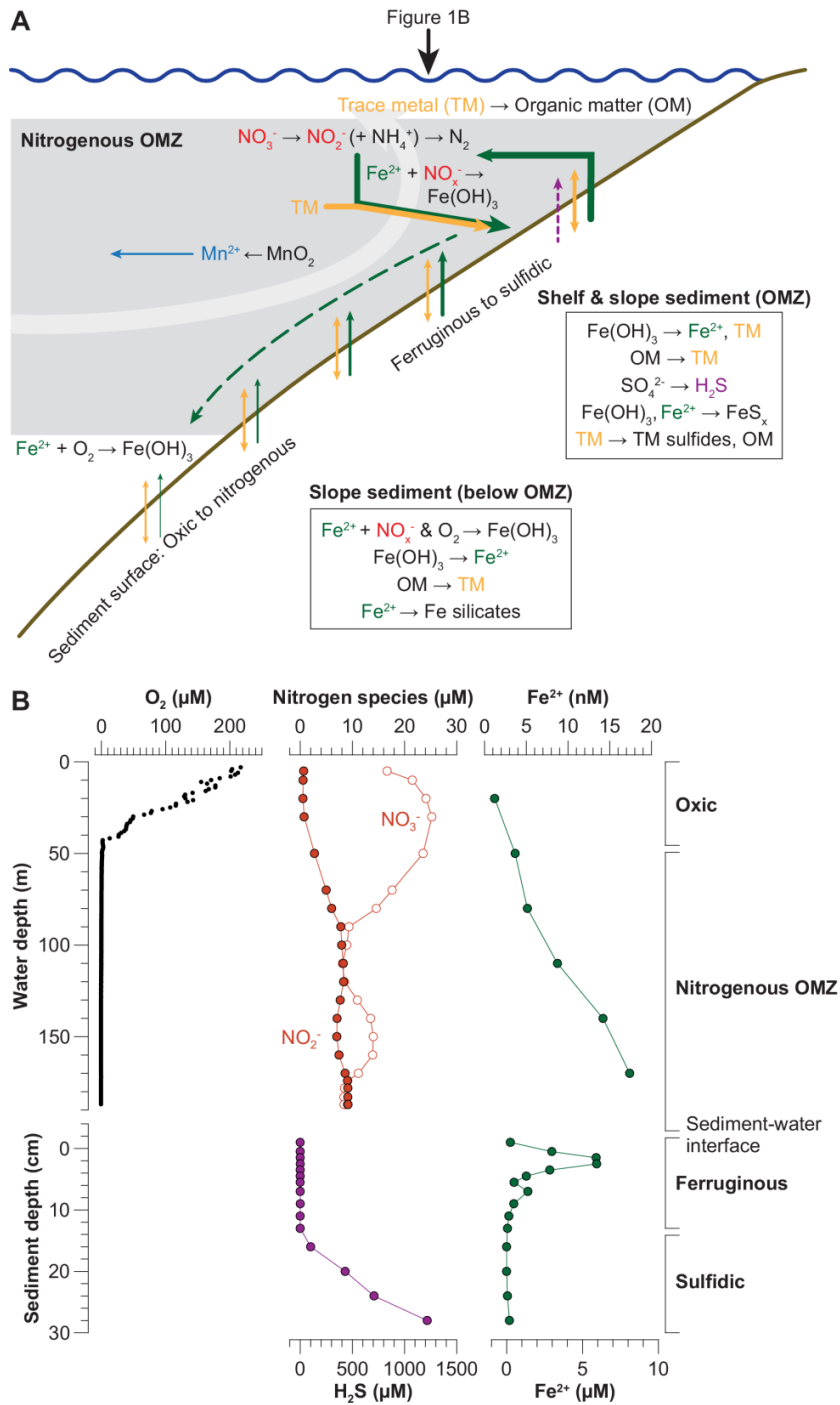 A
Figure 1B
Trace metal (TM) → Organic matter (OM)
Nitrogenous OMZ
NO₃⁻ → NO₂⁻ (+ NH₄⁺) → N₂
Fe²⁺ + NOₓ⁻ →
Fe(OH)₃
TM
Mn²⁺ ← MnO₂
Ferruginous to sulfidic
Shelf & slope sediment (OMZ)
Fe(OH)₃ → Fe²⁺, TM
OM → TM
SO₄²⁻ → H₂S
Fe(OH)₃, Fe²⁺ → FeSₓ
TM → TM sulfides, OM
Fe²⁺ + O₂ → Fe(OH)₃
Sediment surface: Oxic to nitrogenous
Slope sediment (below OMZ)
Fe²⁺ + NOₓ⁻ & O₂ → Fe(OH)₃
Fe(OH)₃ → Fe²⁺
OM → TM
Fe²⁺ → Fe silicates
B
O₂ (µM) Nitrogen species (µM) Fe²⁺ (nM)
0 100 200 0 10 20 30 0 5 10 15 20
Water depth (m)
0
50
100
150
NO₃⁻
NO₂⁻
Oxic
Nitrogenous OMZ
Sediment-water
interface
Ferruginous
Sulfidic
Sediment depth (cm)
0
10
20
30
0 500 1000 1500 0 5 10
H₂S (µM) Fe²⁺ (µM)